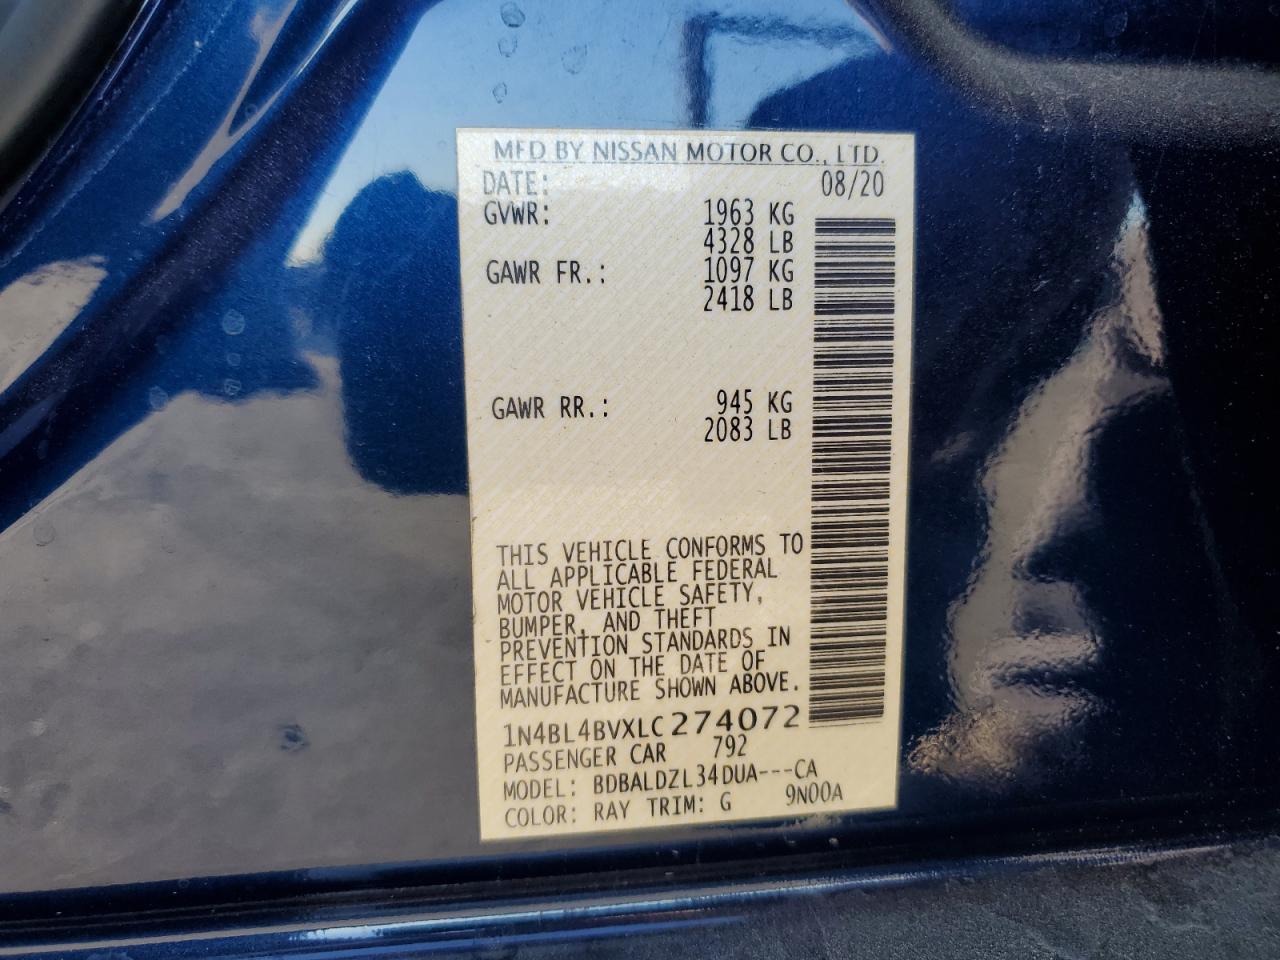 MFD BY NISSAN MOTOR CO., LTD.
DATE: 08/20
GVWR: 1963 KG
4328 LB
GAWR FR.: 1097 KG
2418 LB
GAWR RR.: 945 KG
2083 LB
THIS VEHICLE CONFORMS TO
ALL APPLICABLE FEDERAL
MOTOR VEHICLE SAFETY,
BUMPER, AND THEFT
PREVENTION STANDARDS IN
EFFECT ON THE DATE OF
MANUFACTURE SHOWN ABOVE.
1N4BL4BVXLC274072
PASSENGER CAR 792
MODEL: BDBALDZL34DUA---CA
COLOR: RAY TRIM: G 9N00A